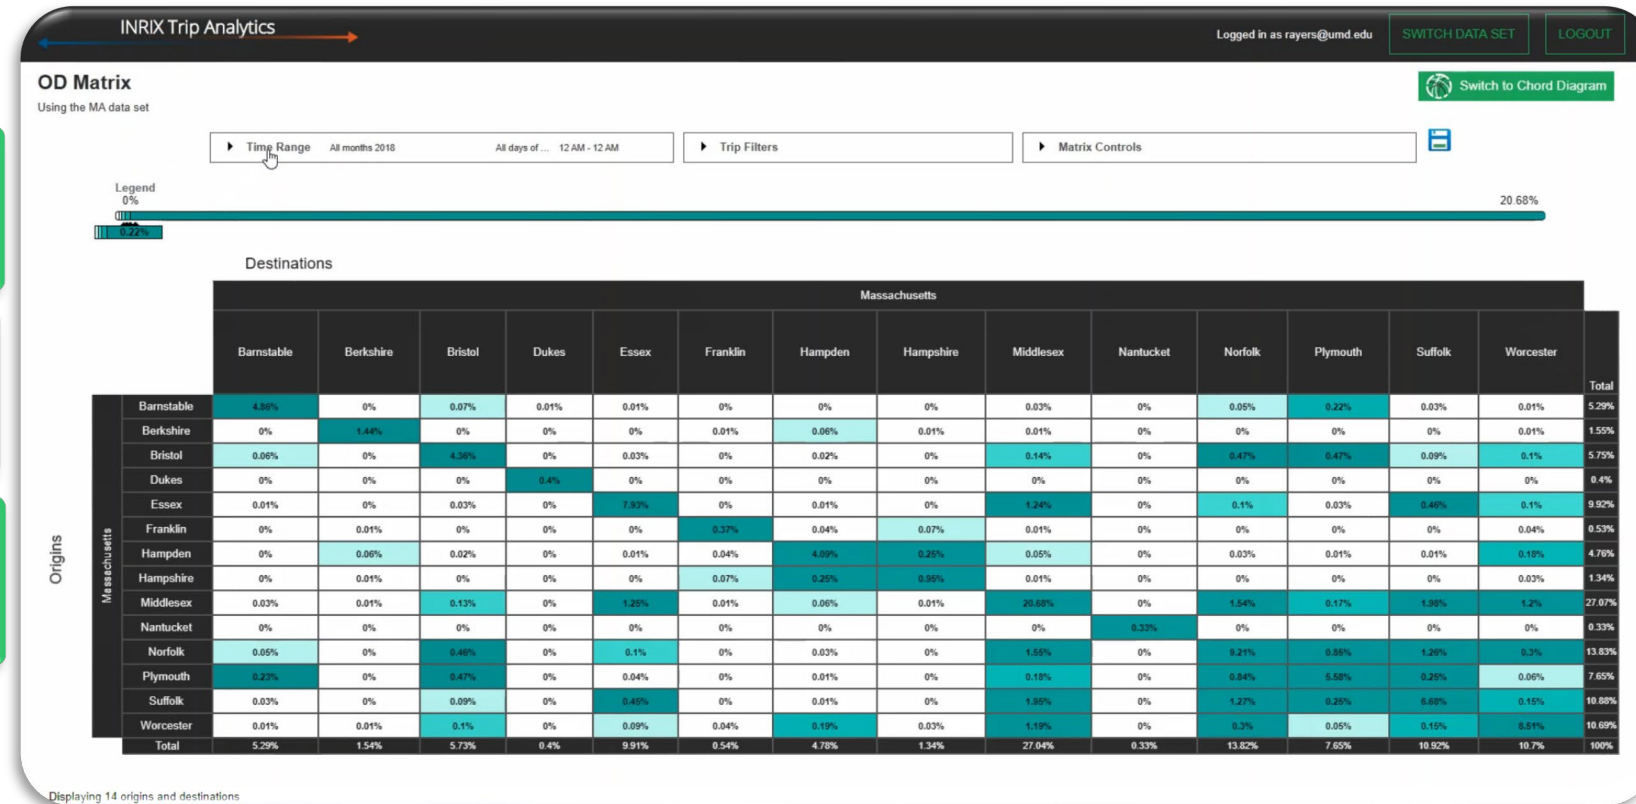 INRIX Trip Analytics
Logged in as rayers@umd.edu SWITCH DATA SET LOGOUT
OD Matrix
Using the MA data set
Switch to Chord Diagram
Time Range All months 2018 All days of ... 12 AM - 12 AM Trip Filters Matrix Controls
Legend
0% 20.68%
0.22%
Destinations
Massachusetts
Barnstable Berkshire Bristol Dukes Essex Franklin Hampden Hampshire Middlesex Nantucket Norfolk Plymouth Suffolk Worcester
Total
Origins
Massachusetts
Barnstable 4.86% 0% 0.07% 0.01% 0.01% 0% 0% 0% 0.03% 0% 0.05% 0.22% 0.03% 0.01% 5.29%
Berkshire 0% 1.44% 0% 0% 0% 0.01% 0.06% 0.01% 0.01% 0% 0% 0% 0% 0.01% 1.55%
Bristol 0.06% 0% 4.36% 0% 0.03% 0% 0.02% 0% 0.14% 0% 0.47% 0.47% 0.09% 0.1% 5.75%
Dukes 0% 0% 0% 0.4% 0% 0% 0% 0% 0% 0% 0% 0% 0% 0% 0.4%
Essex 0.01% 0% 0.03% 0% 7.93% 0% 0.01% 0% 1.24% 0% 0.1% 0.03% 0.46% 0.1% 9.92%
Franklin 0% 0.01% 0% 0% 0% 0.37% 0.04% 0.07% 0.01% 0% 0% 0% 0% 0.04% 0.53%
Hampden 0% 0.06% 0.02% 0% 0.01% 0.04% 4.09% 0.25% 0.05% 0% 0.03% 0.01% 0.01% 0.18% 4.76%
Hampshire 0% 0.01% 0% 0% 0% 0.07% 0.25% 0.95% 0.01% 0% 0% 0% 0% 0.03% 1.34%
Middlesex 0.03% 0.01% 0.13% 0% 1.25% 0.01% 0.06% 0.01% 20.68% 0% 1.54% 0.17% 1.98% 1.2% 27.07%
Nantucket 0% 0% 0% 0% 0% 0% 0% 0% 0% 0.33% 0% 0% 0% 0% 0.33%
Norfolk 0.05% 0% 0.46% 0% 0.1% 0% 0.03% 0% 1.55% 0% 9.21% 0.85% 1.26% 0.3% 13.83%
Plymouth 0.23% 0% 0.47% 0% 0.04% 0% 0.01% 0% 0.18% 0% 0.84% 5.58% 0.25% 0.06% 7.65%
Suffolk 0.03% 0% 0.09% 0% 0.45% 0% 0.01% 0% 1.95% 0% 1.27% 0.25% 6.68% 0.15% 10.88%
Worcester 0.01% 0.01% 0.1% 0% 0.09% 0.04% 0.19% 0.03% 1.19% 0% 0.3% 0.05% 0.15% 8.51% 10.69%
Total 5.29% 1.54% 5.73% 0.4% 9.91% 0.54% 4.78% 1.34% 27.04% 0.33% 13.82% 7.65% 10.92% 10.7% 100%
Displaying 14 origins and destinations